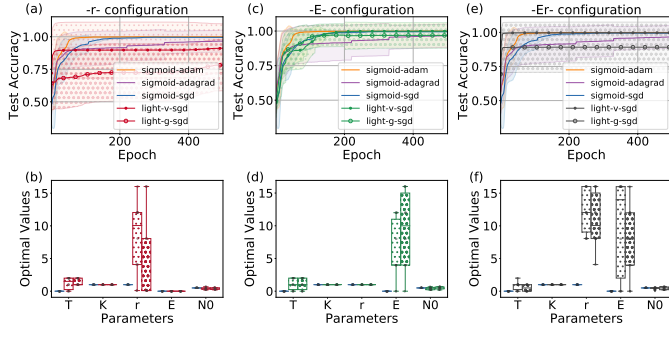 (a) -r- configuration
Test Accuracy
1.00
0.75
0.50
sigmoid-adam
sigmoid-adagrad
sigmoid-sgd
light-v-sgd
light-g-sgd
200 400
Epoch
(c) -E- configuration
Test Accuracy
1.00
0.75
0.50
sigmoid-adam
sigmoid-adagrad
sigmoid-sgd
light-v-sgd
light-g-sgd
200 400
Epoch
(e) -Er- configuration
Test Accuracy
1.00
0.75
0.50
sigmoid-adam
sigmoid-adagrad
sigmoid-sgd
light-v-sgd
light-g-sgd
200 400
Epoch
(b)
Optimal Values
15
10
5
0
T K r E N0
Parameters
(d)
Optimal Values
15
10
5
0
T K r E N0
Parameters
(f)
Optimal Values
15
10
5
0
T K r E N0
Parameters